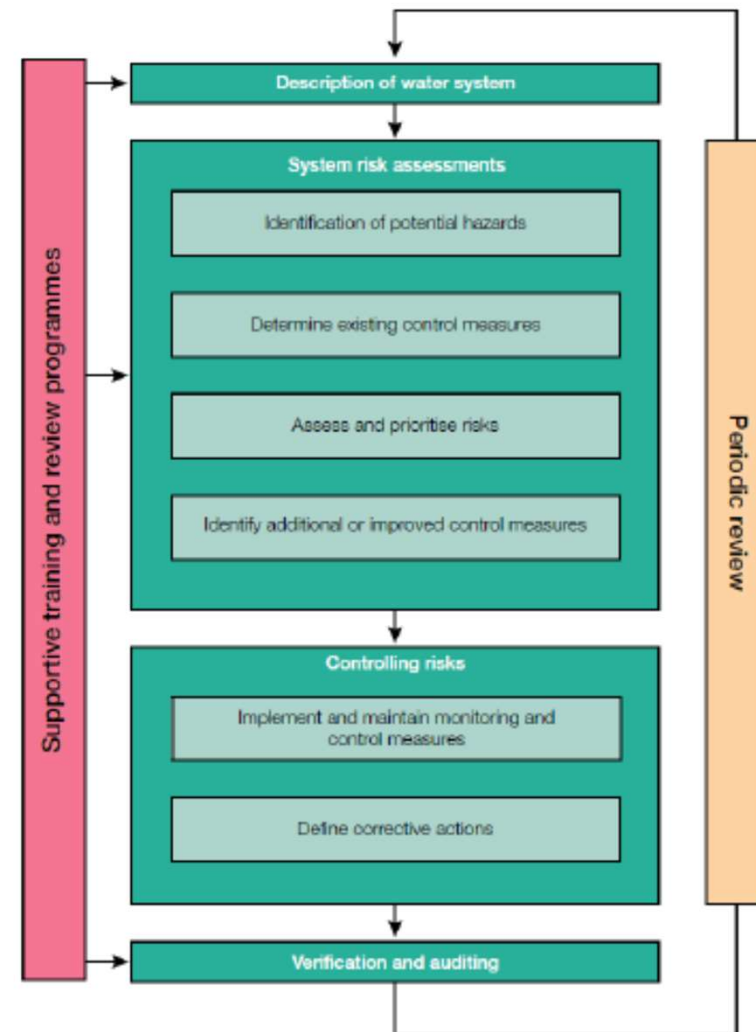 Description of water system
System risk assessments
Identification of potential hazards
Determine existing control measures
Assess and prioritise risks
Identify additional or improved control measures
Controlling risks
Implement and maintain monitoring and
control measures
Define corrective actions
Verification and auditing
Supportive training and review programmes
Periodic review